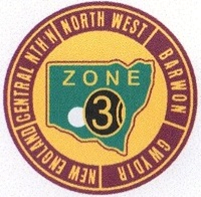 NEW ENGLAND
CENTRAL NTH'N
NORTH WEST
BARWON
GWYDIR
ZONE
3